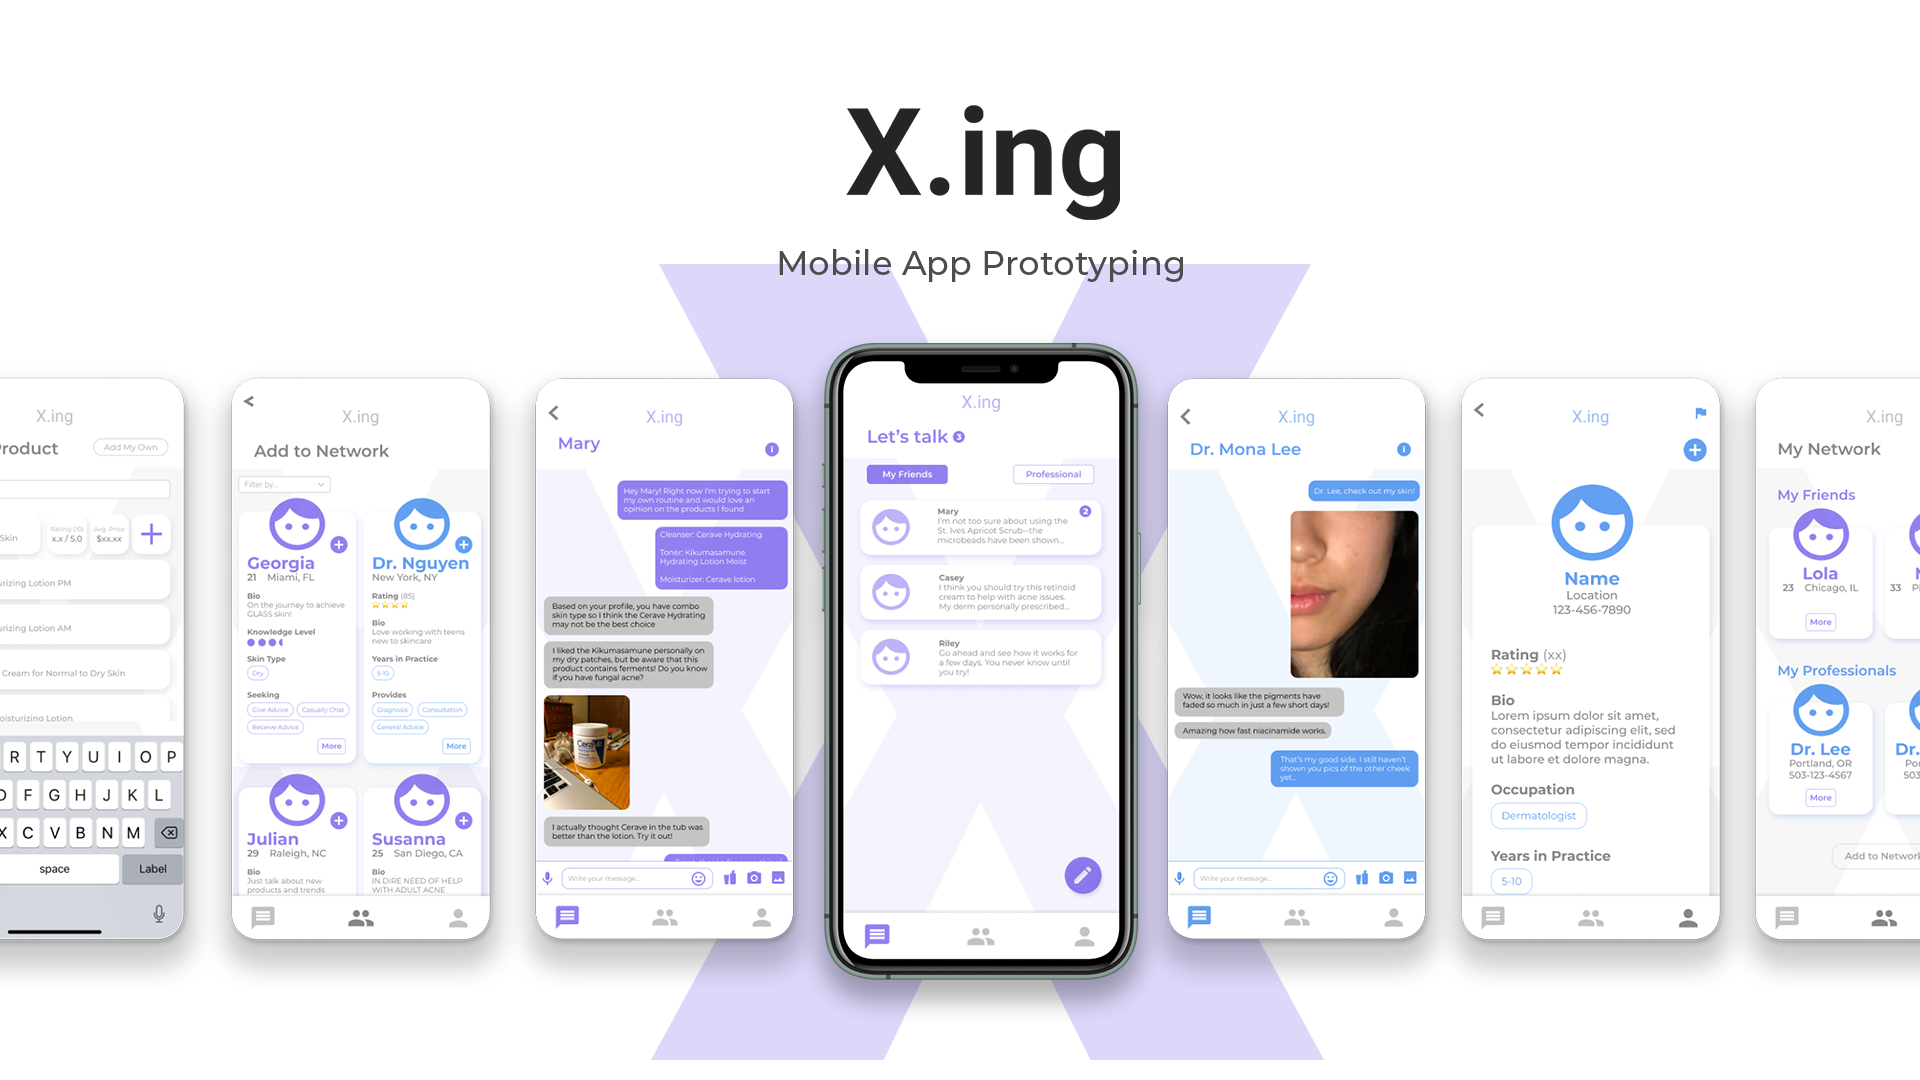 X.ing
Mobile App Prototyping
X.ing
Product
Add My Own
Skin
Rating (10)
x.x / 5.0
Avg. Price
$xx.xx
urizing Lotion PM
urizing Lotion AM
Cream for Normal to Dry Skin
oisturizing Lotion
R T Y U I O P
D F G H J K L
X C V B N M
space
Label
X.ing
Add to Network
Filter by...
Georgia
21 Miami, FL
Bio
On the journey to achieve
GLASS skin!
Knowledge Level
Skin Type
Dry
Seeking
Give Advice
Casually Chat
Receive Advice
More
Dr. Nguyen
New York, NY
Rating (85)
Bio
Love working with teens
new to skincare
Years in Practice
5-10
Provides
Diagnosis
Consultation
General Advice
More
Julian
29 Raleigh, NC
Bio
Just talk about new
products and trends
Susanna
25 San Diego, CA
Bio
IN DIRE NEED OF HELP
WITH ADULT ACNE
X.ing
Mary
Hey Mary! Right now I'm trying to start
my own routine and would love an
opinion on the products I found
Cleanser: Cerave Hydrating
Toner: Kikumasamune
Hydrating Lotion Moist
Moisturizer: Cerave lotion
Based on your profile, you have combo
skin type so I think the Cerave Hydrating
may not be the best choice
I liked the Kikumasamune personally on
my dry patches, but be aware that this
product contains ferments! Do you know
if you have fungal acne?
CeraVe
I actually thought Cerave in the tub was
better than the lotion. Try it out!
Write your message...
X.ing
Let's talk 3
My Friends
Professional
Mary
2
I'm not too sure about using the
St. Ives Apricot Scrub--the
microbeads have been shown...
Casey
I think you should try this retinoid
cream to help with acne issues.
My derm personally prescribed...
Riley
Go ahead and see how it works for
a few days. You never know until
you try!
X.ing
Dr. Mona Lee
Dr. Lee, check out my skin!
Wow, it looks like the pigments have
faded so much in just a few short days!
Amazing how fast niacinamide works.
That's my good side. I still haven't
shown you pics of the other cheek
yet...
Write your message...
X.ing
Name
Location
123-456-7890
Rating (xx)
Bio
Lorem ipsum dolor sit amet,
consectetur adipiscing elit, sed
do eiusmod tempor incididunt
ut labore et dolore magna.
Occupation
Dermatologist
Years in Practice
5-10
X.ing
My Network
My Friends
Lola
23 Chicago, IL
More
33 Pi
My Professionals
Dr. Lee
Portland, OR
503-123-4567
More
Dr.
Por
503
Add to Network